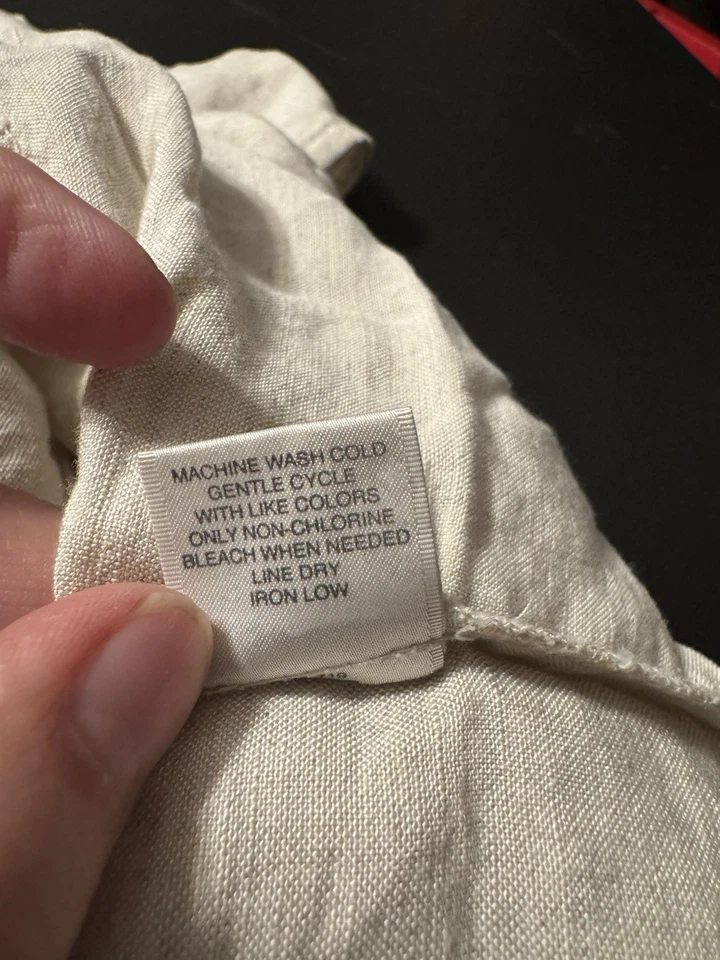 MACHINE WASH COLD
GENTLE CYCLE
WITH LIKE COLORS
ONLY NON-CHLORINE
BLEACH WHEN NEEDED
LINE DRY
IRON LOW